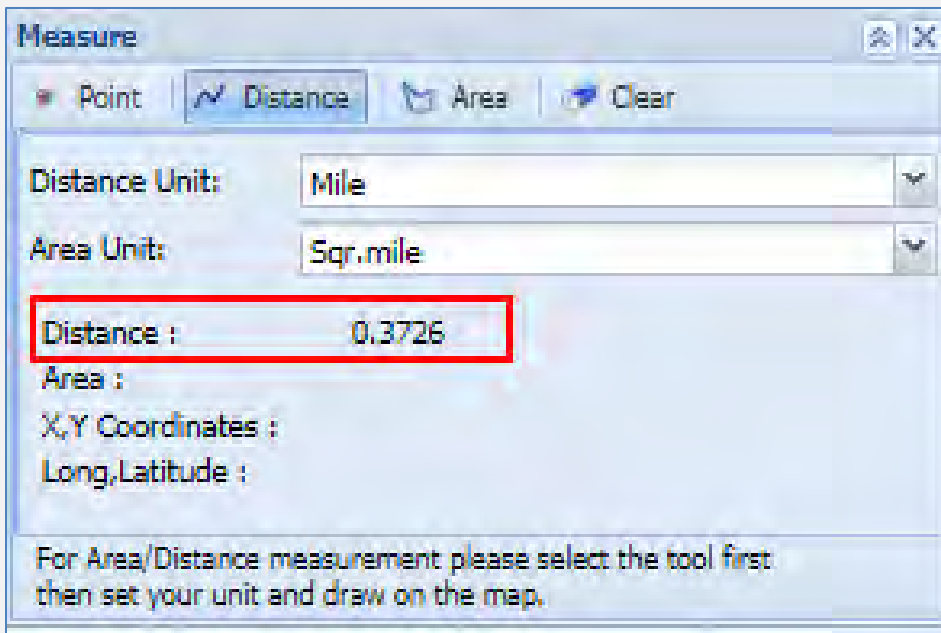 Measure
Point Distance Area Clear
Distance Unit: Mile
Area Unit: Sqr.mile
Distance : 0.3726
Area :
X,Y Coordinates :
Long,Latitude :
For Area/Distance measurement please select the tool first
then set your unit and draw on the map.